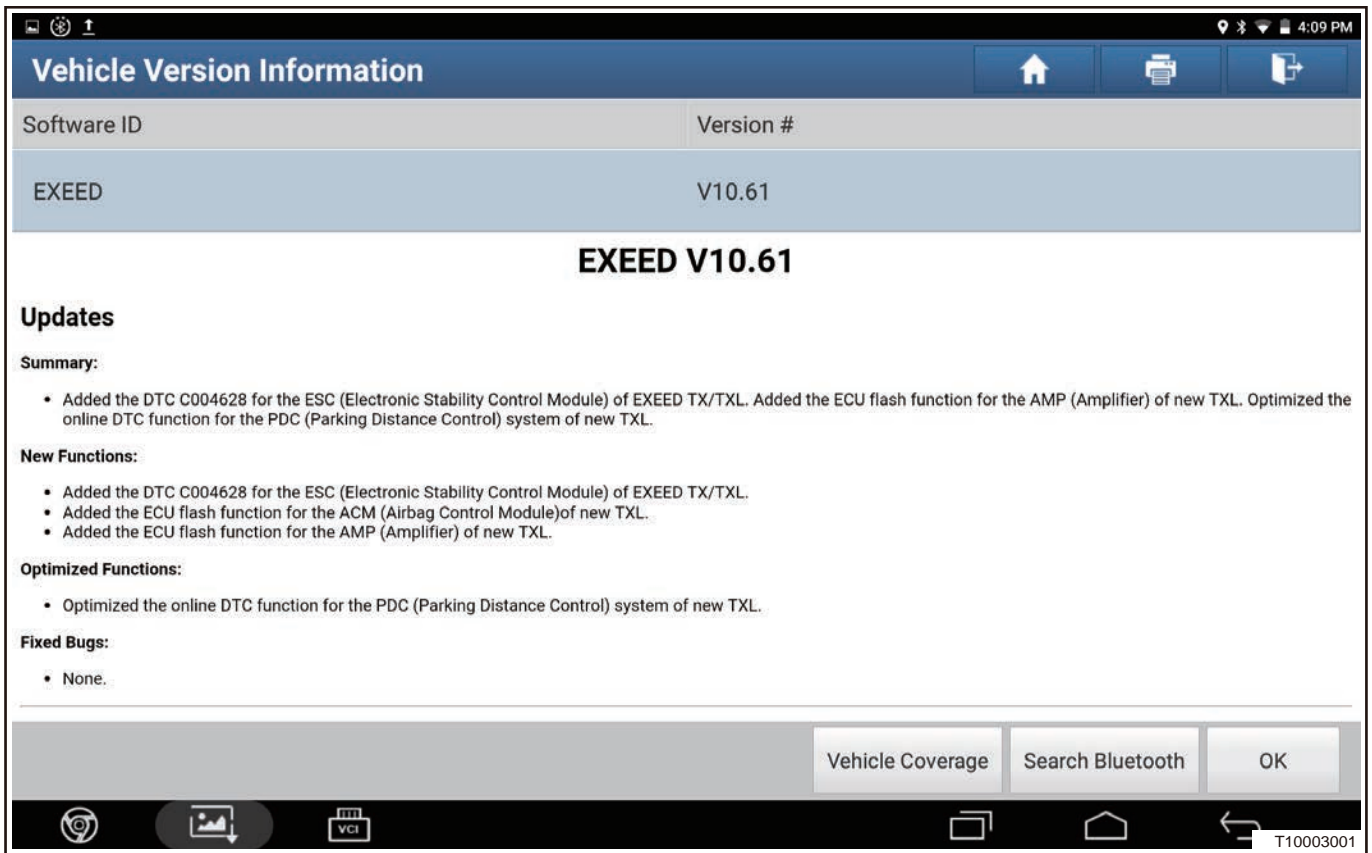 4:09 PM
Vehicle Version Information
Software ID Version #
EXEED V10.61
EXEED V10.61
Updates
Summary:
• Added the DTC C004628 for the ESC (Electronic Stability Control Module) of EXEED TX/TXL. Added the ECU flash function for the AMP (Amplifier) of new TXL. Optimized the
online DTC function for the PDC (Parking Distance Control) system of new TXL.
New Functions:
• Added the DTC C004628 for the ESC (Electronic Stability Control Module) of EXEED TX/TXL.
• Added the ECU flash function for the ACM (Airbag Control Module)of new TXL.
• Added the ECU flash function for the AMP (Amplifier) of new TXL.
Optimized Functions:
• Optimized the online DTC function for the PDC (Parking Distance Control) system of new TXL.
Fixed Bugs:
• None.
Vehicle Coverage Search Bluetooth OK
VCI
T10003001